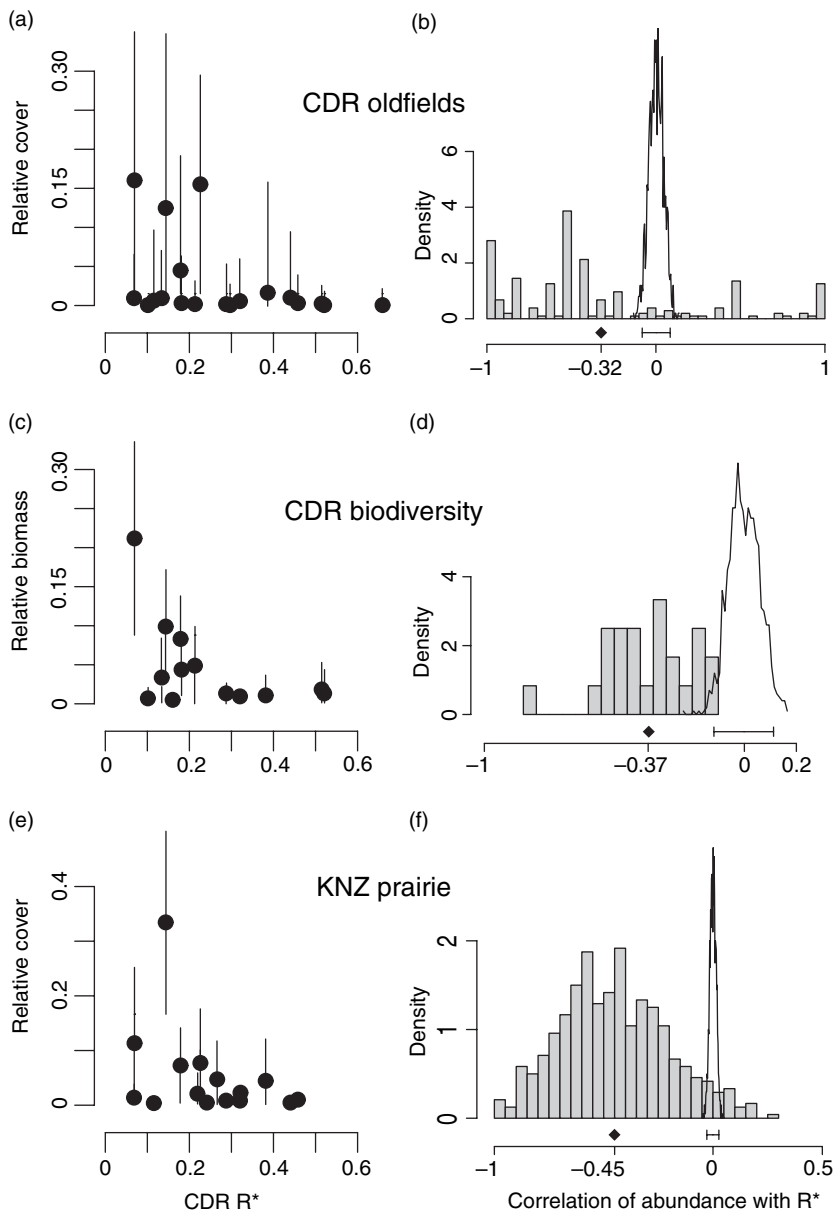 (a)
Relative cover
0.30
0.15
0
0
0.2
0.4
0.6
CDR oldfields
(b)
Density
6
4
2
0
−1
−0.32
0
1
(c)
Relative biomass
0.30
0.15
0
0
0.2
0.4
0.6
CDR biodiversity
(d)
Density
4
2
0
−1
−0.37
0
0.2
(e)
Relative cover
0.4
0.2
0
0
0.2
0.4
0.6
CDR R*
KNZ prairie
(f)
Density
2
1
0
−1
−0.45
0
0.5
Correlation of abundance with R*